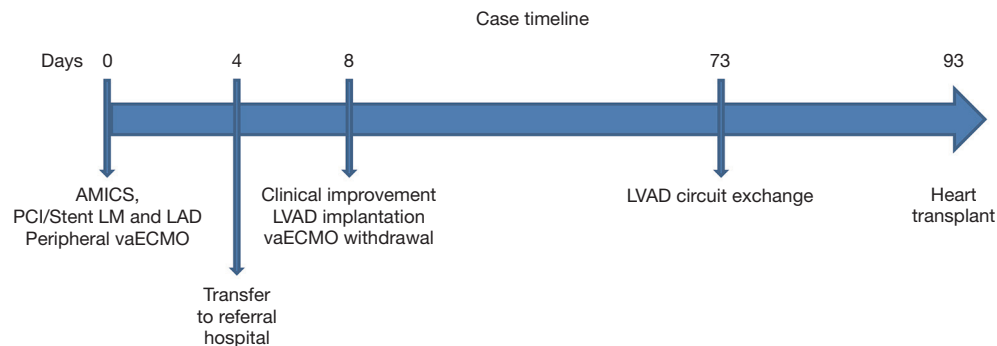 Case timeline
Days 0 4 8 73 93
AMICS,
PCI/Stent LM and LAD
Peripheral vaECMO
Transfer
to referral
hospital
Clinical improvement
LVAD implantation
vaECMO withdrawal
LVAD circuit exchange
Heart
transplant